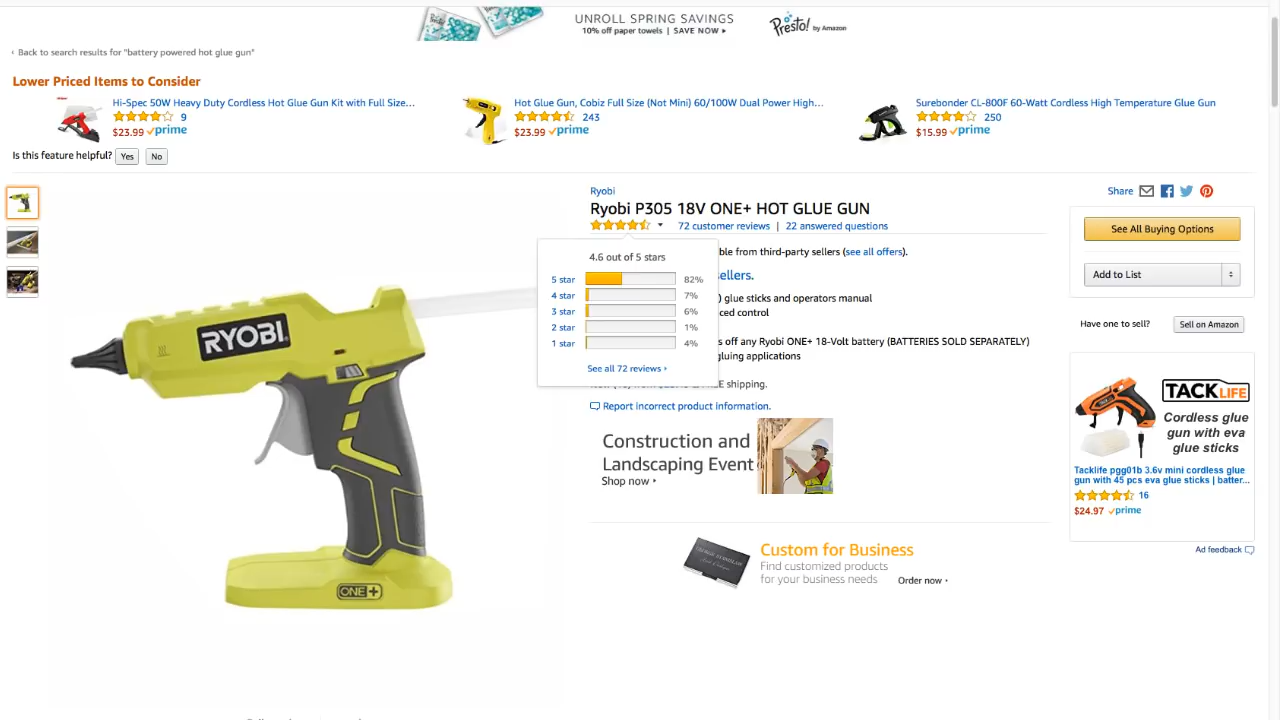 UNROLL SPRING SAVINGS
10% off paper towels | SAVE NOW ▸
Presto! by Amazon
‹ Back to search results for "battery powered hot glue gun"
Lower Priced Items to Consider
Hi-Spec 50W Heavy Duty Cordless Hot Glue Gun Kit with Full Size…
9
$23.99 prime
Hot Glue Gun, Cobiz Full Size (Not Mini) 60/100W Dual Power High…
243
$23.99 prime
Surebonder CL-800F 60-Watt Cordless High Temperature Glue Gun
250
$15.99 prime
Is this feature helpful? Yes No
Ryobi
Ryobi P305 18V ONE+ HOT GLUE GUN
72 customer reviews | 22 answered questions
ble from third-party sellers (see all offers).
4.6 out of 5 stars
5 star 82%
4 star 7%
3 star 6%
2 star 1%
1 star 4%
See all 72 reviews ›
ellers.
) glue sticks and operators manual
ced control
s off any Ryobi ONE+ 18-Volt battery (BATTERIES SOLD SEPARATELY)
gluing applications
shipping.
Report incorrect product information.
Construction and
Landscaping Event
Shop now ›
Custom for Business
Find customized products
for your business needs
Order now ›
Share
See All Buying Options
Add to List
Have one to sell? Sell on Amazon
TACKLIFE
Cordless glue
gun with eva
glue sticks
Tacklife pgg01b 3.6v mini cordless glue
gun with 45 pcs eva glue sticks | batter...
16
$24.97 prime
Ad feedback
RYOBI
ONE+